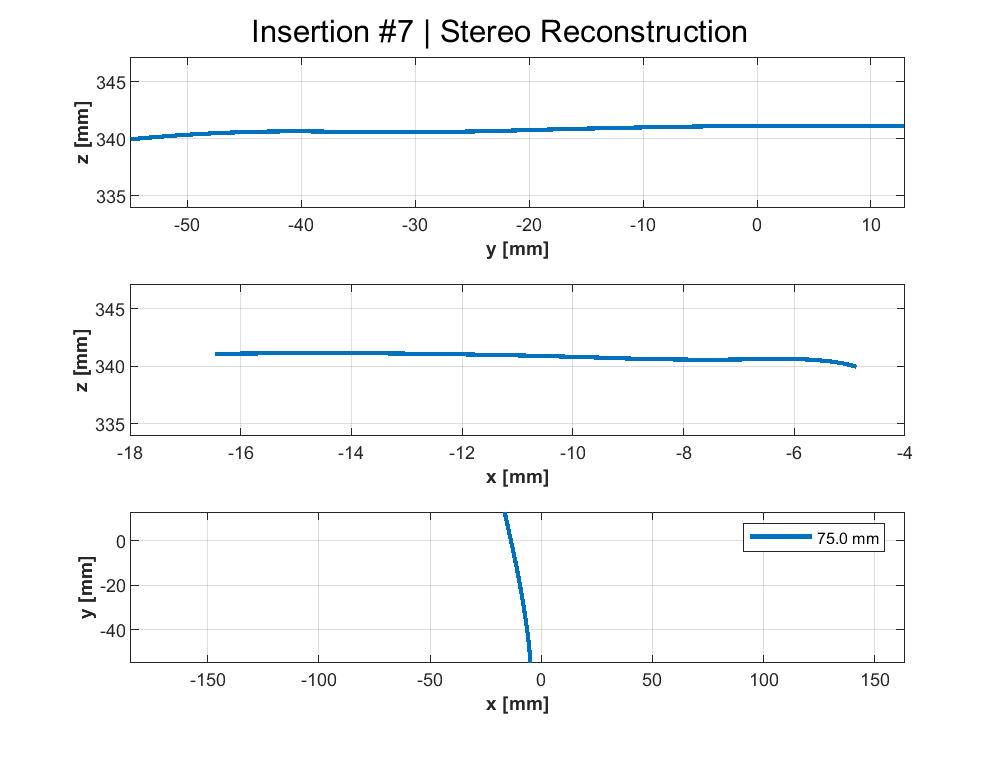 Insertion #7 | Stereo Reconstruction
345
340
335
z [mm]
-50 -40 -30 -20 -10 0 10
y [mm]
345
340
335
z [mm]
-18 -16 -14 -12 -10 -8 -6 -4
x [mm]
75.0 mm
0
-20
-40
y [mm]
-150 -100 -50 0 50 100 150
x [mm]